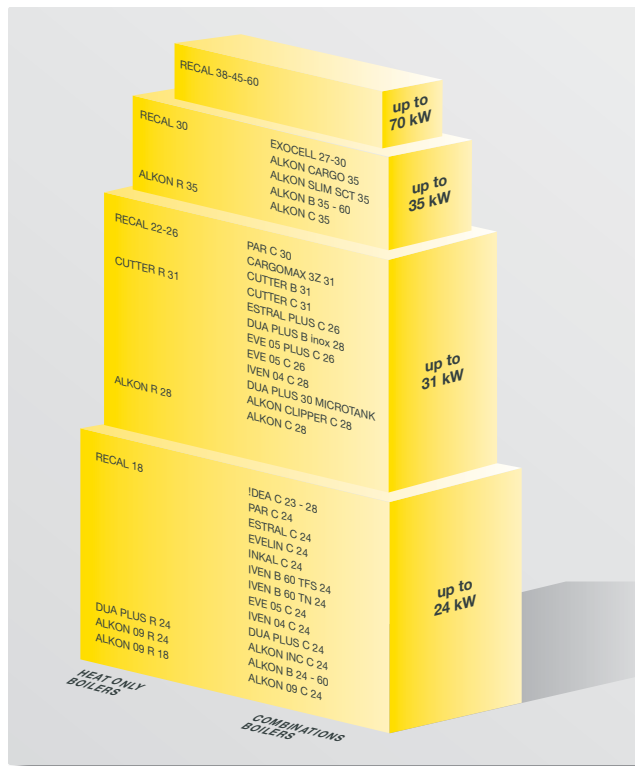 RECAL 38-45-60
up to
70 kW
RECAL 30
ALKON R 35
EXOCELL 27-30
ALKON CARGO 35
ALKON SLIM SCT 35
ALKON B 35 - 60
ALKON C 35
up to
35 kW
RECAL 22-26
CUTTER R 31
ALKON R 28
PAR C 30
CARGOMAX 3Z 31
CUTTER B 31
CUTTER C 31
ESTRAL PLUS C 26
DUA PLUS B inox 28
EVE 05 PLUS C 26
EVE 05 C 26
IVEN 04 C 28
DUA PLUS 30 MICROTANK
ALKON CLIPPER C 28
ALKON C 28
up to
31 kW
RECAL 18
DUA PLUS R 24
ALKON 09 R 24
ALKON 09 R 18
!DEA C 23 - 28
PAR C 24
ESTRAL C 24
EVELIN C 24
INKAL C 24
IVEN B 60 TFS 24
IVEN B 60 TN 24
EVE 05 C 24
IVEN 04 C 24
DUA PLUS C 24
ALKON INC C 24
ALKON B 24 - 60
ALKON 09 C 24
up to
24 kW
HEAT ONLY
BOILERS
COMBINATIONS
BOILERS